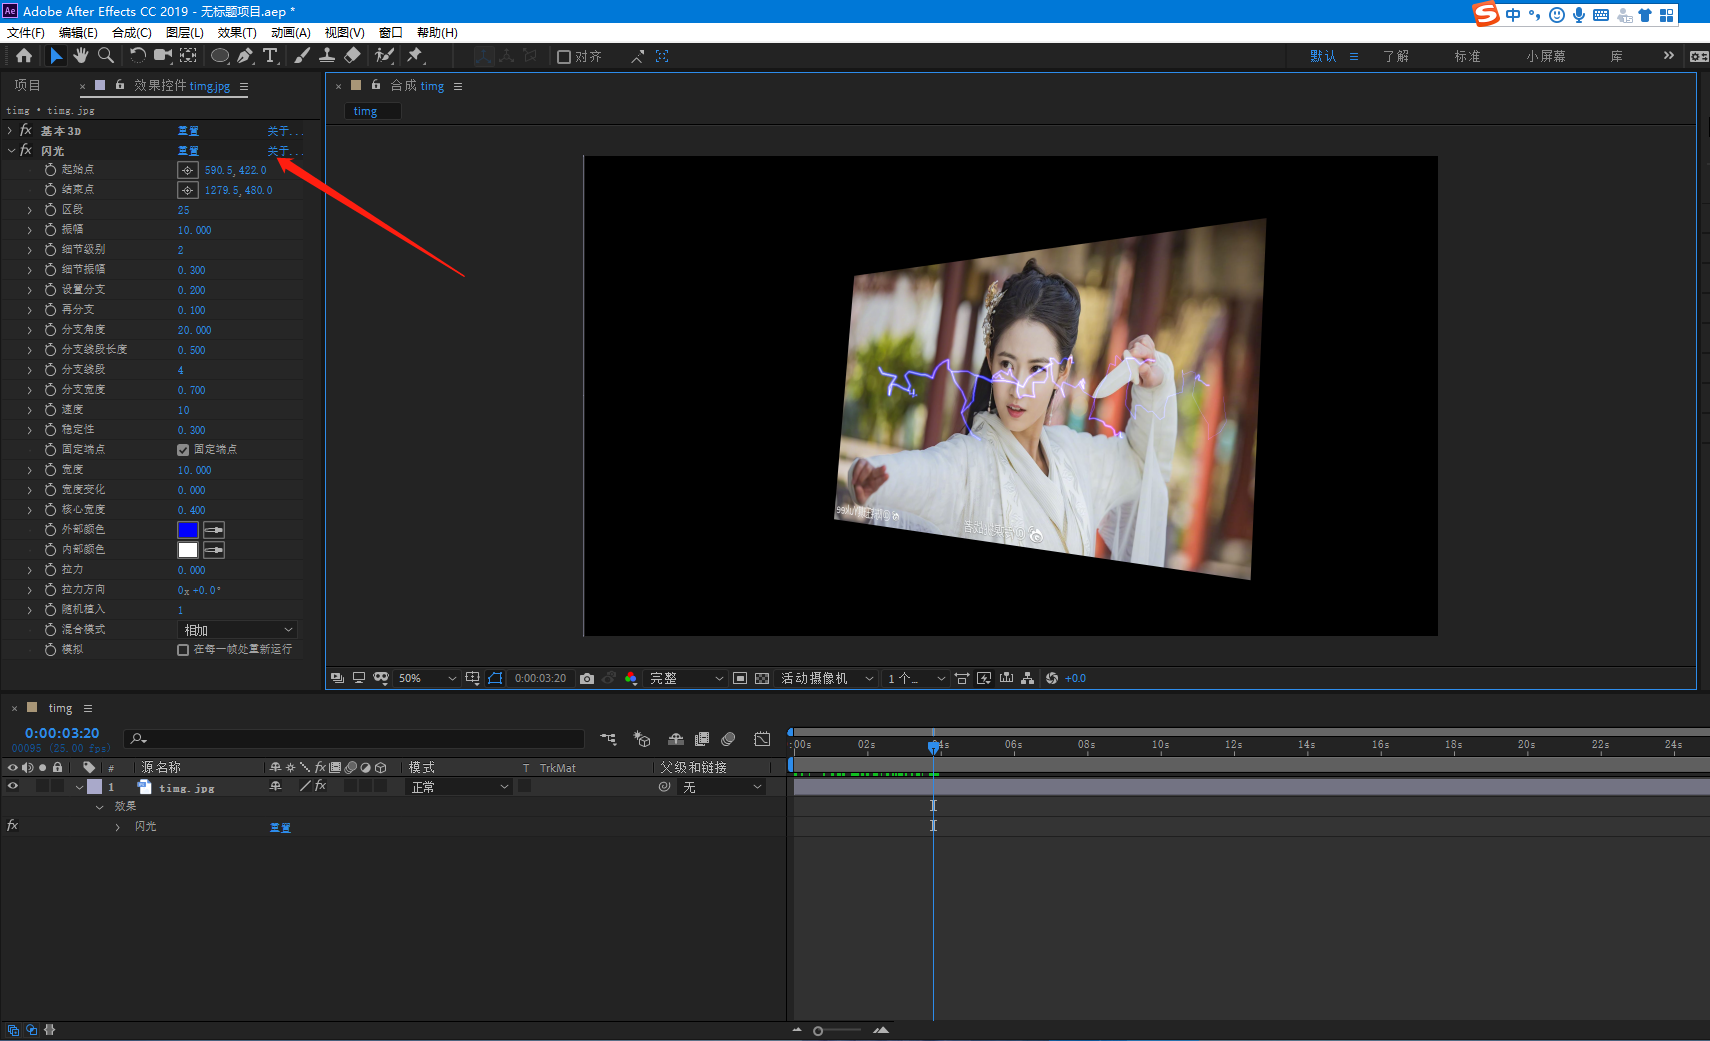 Ae Adobe After Effects CC 2019 - 无标题项目.aep *
中
文件(F) 编辑(E) 合成(C) 图层(L) 效果(T) 动画(A) 视图(V) 窗口 帮助(H)
对齐 默认 了解 标准 小屏幕 库
项目 效果控件 timg.jpg
timg • timg.jpg
fx 基本3D 重置 关于...
fx 闪光 重置 关于...
起始点 590.5,422.0
结束点 1279.5,480.0
区段 25
振幅 10.000
细节级别 2
细节振幅 0.300
设置分支 0.200
再分支 0.100
分支角度 20.000
分支线段长度 0.500
分支线段 4
分支宽度 0.700
速度 10
稳定性 0.300
固定端点 固定端点
宽度 10.000
宽度变化 0.000
核心宽度 0.400
外部颜色
内部颜色
拉力 0.000
拉力方向 0x+0.0°
随机植入 1
混合模式 相加
模拟 在每一帧处重新运行
合成 timg
timg
50% 0:00:03:20 完整 活动摄像机 1个... +0.0
timg
0:00:03:20
00095 (25.00 fps)
# 源名称 fx 模式 T TrkMat 父级和链接
1 timg.jpg fx 正常 无
效果
fx 闪光 重置
:00s 02s 04s 06s 08s 10s 12s 14s 16s 18s 20s 22s 24s